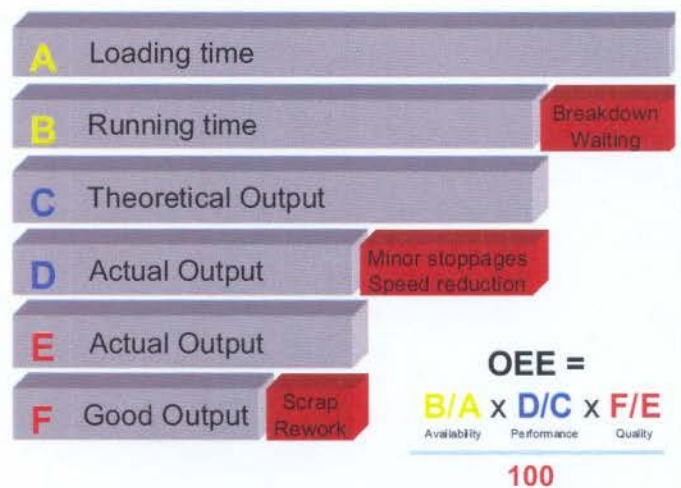 A Loading time
B Running time
Breakdown
Waiting
C Theoretical Output
D Actual Output
Minor stoppages
Speed reduction
E Actual Output
F Good Output
Scrap
Rework
OEE =
B/A x D/C x F/E
Availability Performance Quality
100